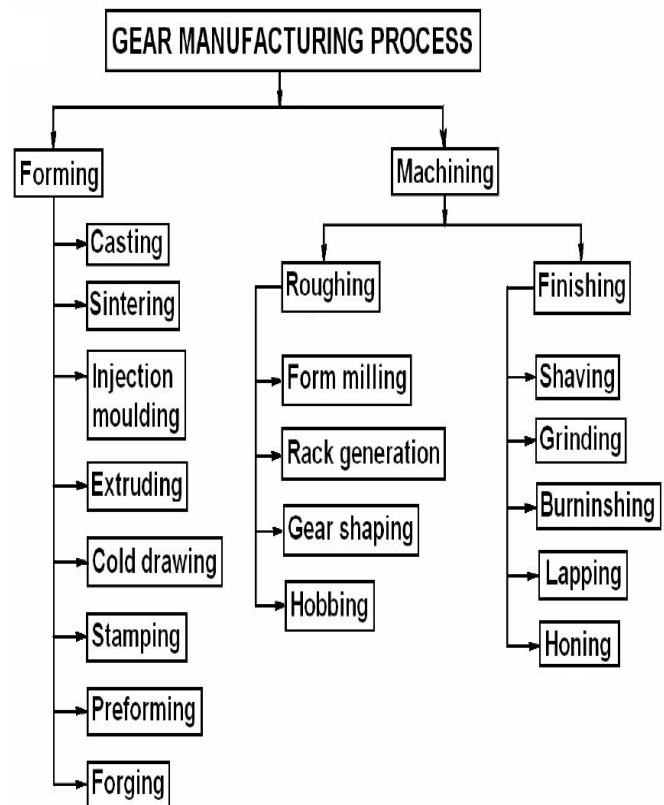 GEAR MANUFACTURING PROCESS
Forming
Machining
Casting
Sintering
Injection
moulding
Extruding
Cold drawing
Stamping
Preforming
Forging
Roughing
Form milling
Rack generation
Gear shaping
Hobbing
Finishing
Shaving
Grinding
Burninshing
Lapping
Honing